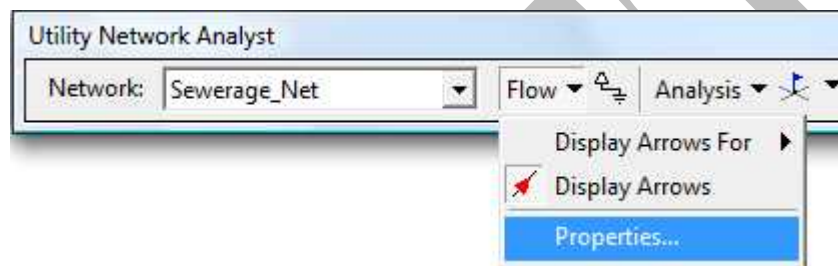 Utility Network Analyst
Network: Sewerage_Net Flow Analysis
Display Arrows For
Display Arrows
Properties...